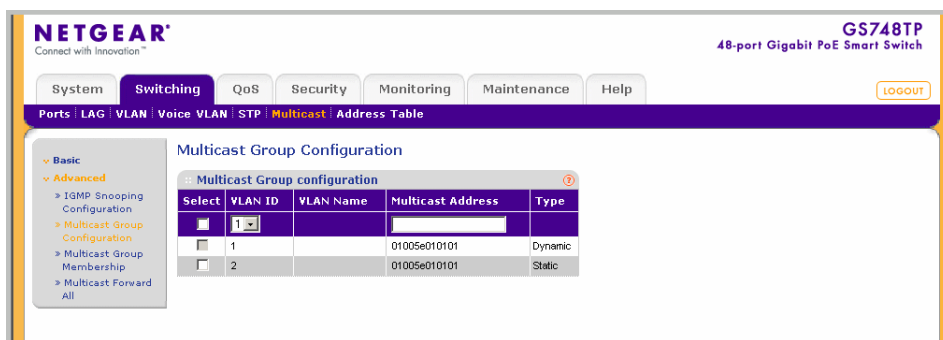 NETGEAR®
Connect with Innovation™
GS748TP
48-port Gigabit PoE Smart Switch
System Switching QoS Security Monitoring Maintenance Help
LOGOUT
Ports LAG VLAN Voice VLAN STP Multicast Address Table
Basic
Advanced
» IGMP Snooping
Configuration
» Multicast Group
Configuration
» Multicast Group
Membership
» Multicast Forward
All
Multicast Group Configuration
:: Multicast Group configuration ?
Select VLAN ID VLAN Name Multicast Address Type
1
1 01005e010101 Dynamic
2 01005e010101 Static